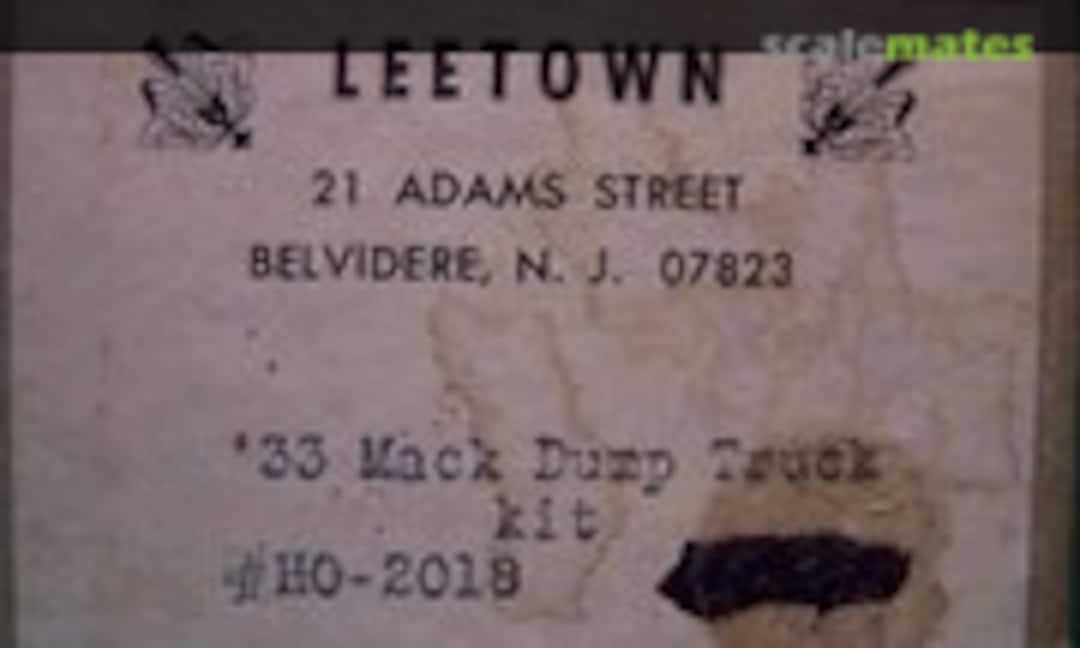 scalemates
LEETOWN
21 ADAMS STREET
BELVIDERE, N. J. 07823
'33 Mack Dump Truck
kit
#HO-2018